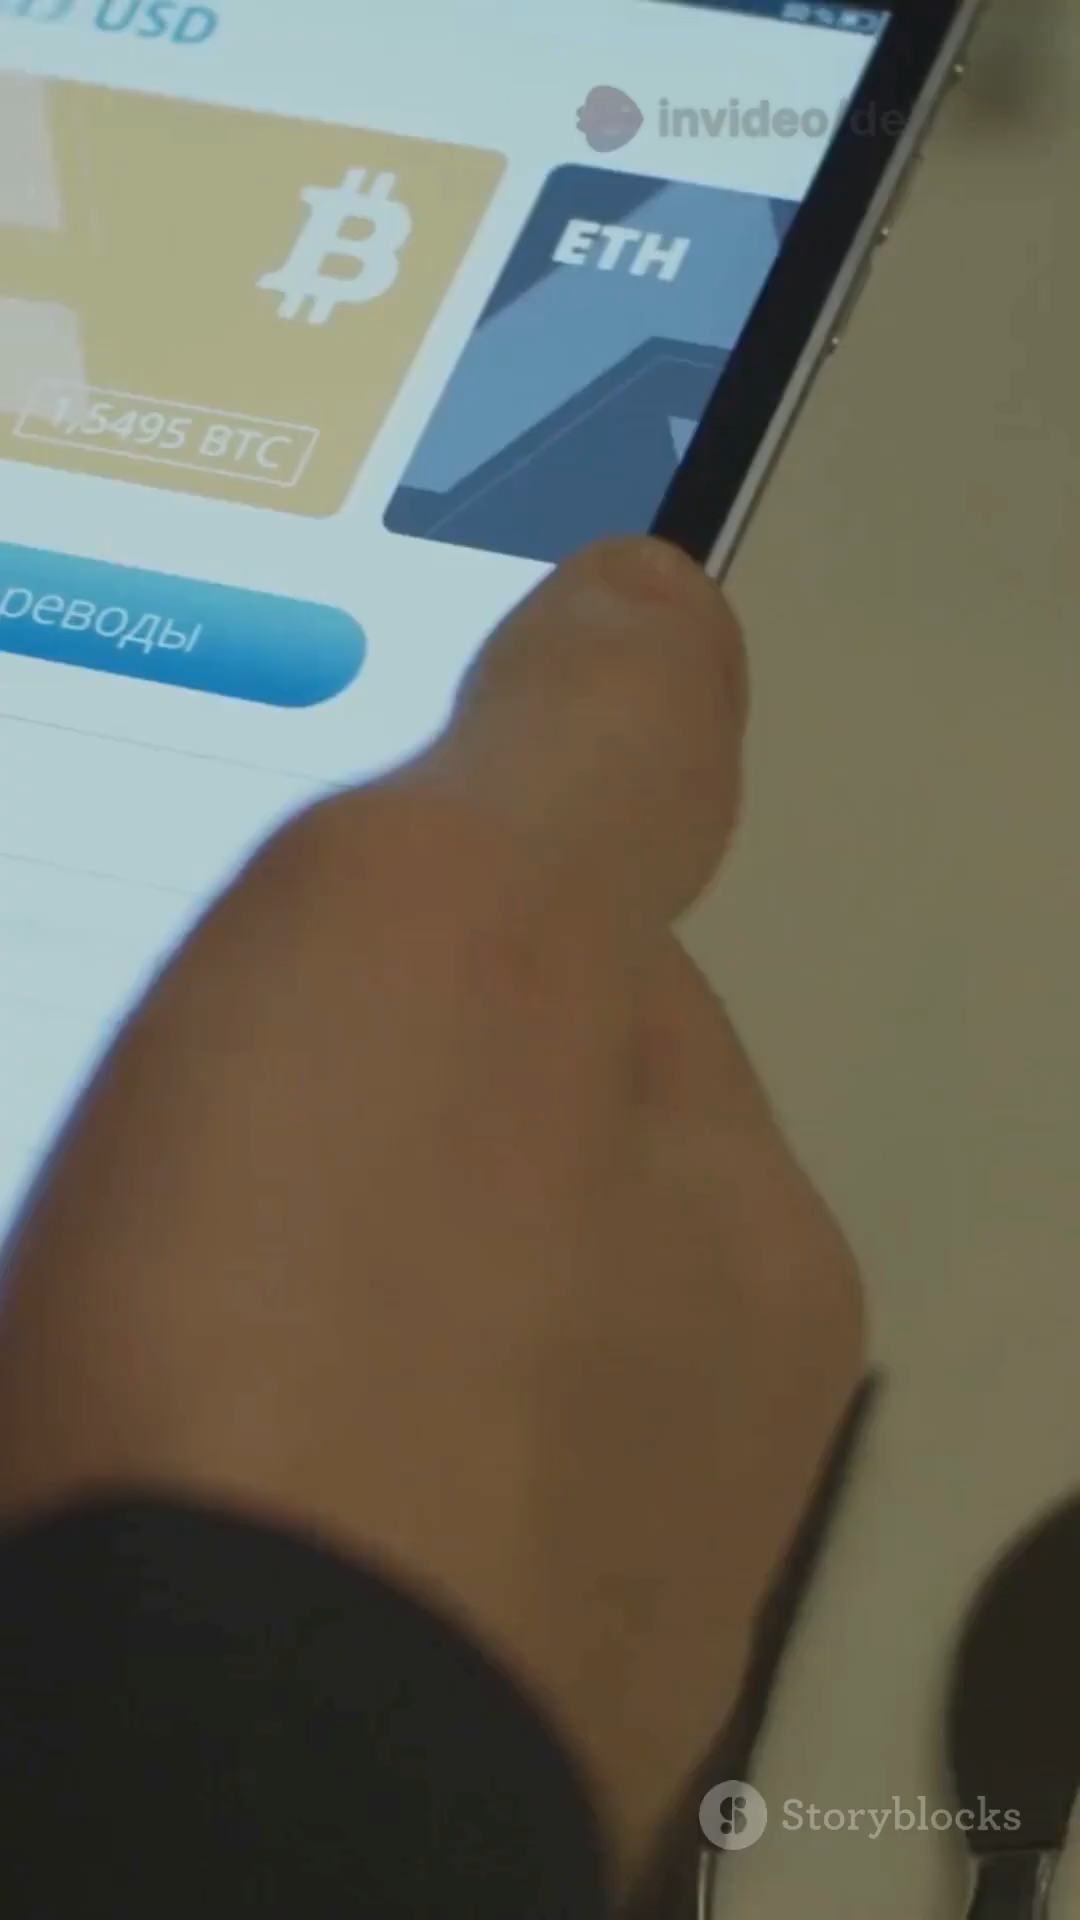 USD
invideo
ETH
1,5495 BTC
реводы
Storyblocks